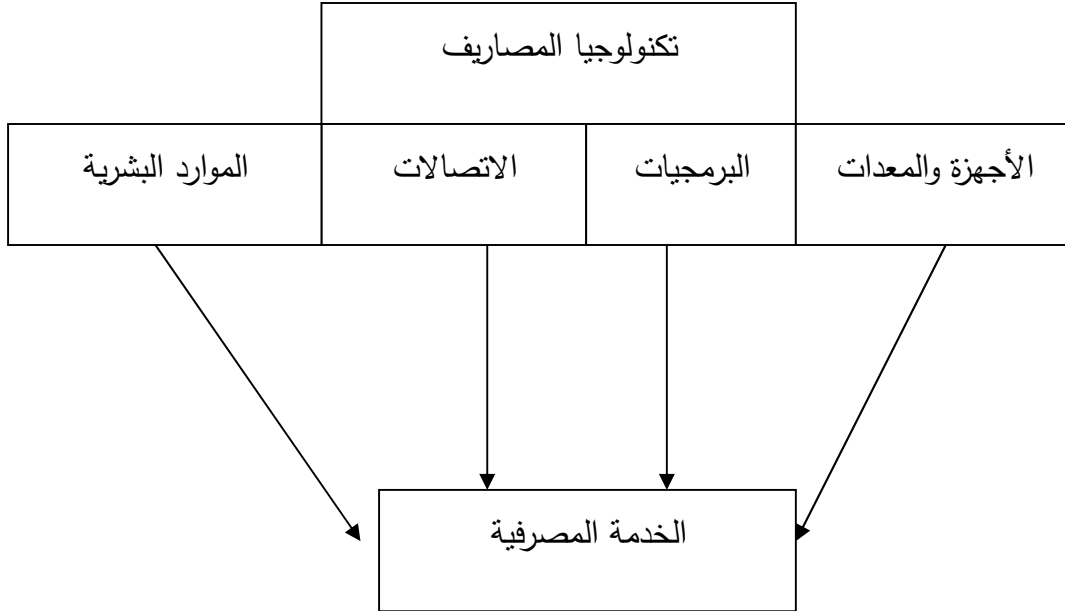 تكنولوجيا المصاريف
الأجهزة والمعدات
البرمجيات
الاتصالات
الموارد البشرية
الخدمة المصرفية